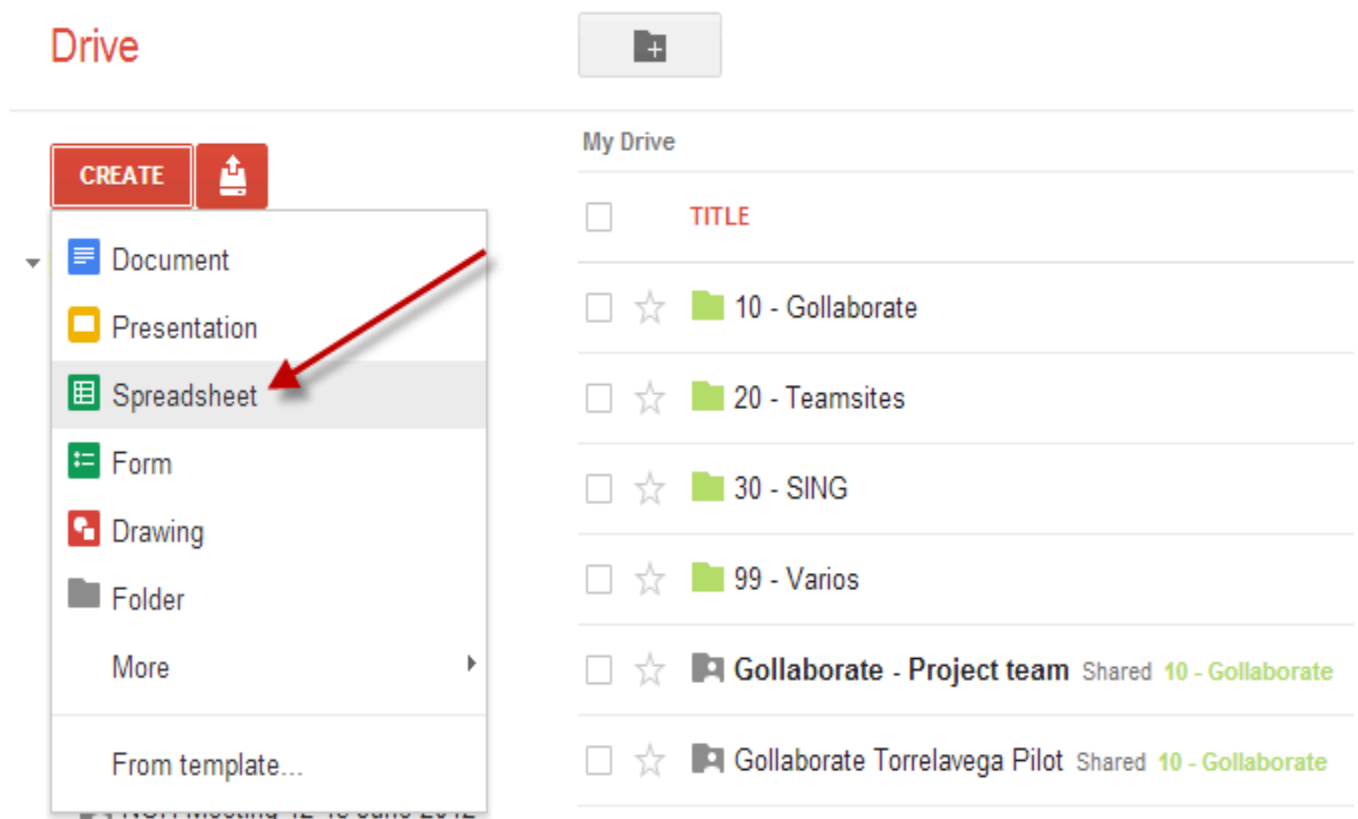 Drive
CREATE
Document
Presentation
Spreadsheet
Form
Drawing
Folder
More
From template...
My Drive
TITLE
10 - Gollaborate
20 - Teamsites
30 - SING
99 - Varios
Gollaborate - Project team Shared 10 - Gollaborate
Gollaborate Torrelavega Pilot Shared 10 - Gollaborate